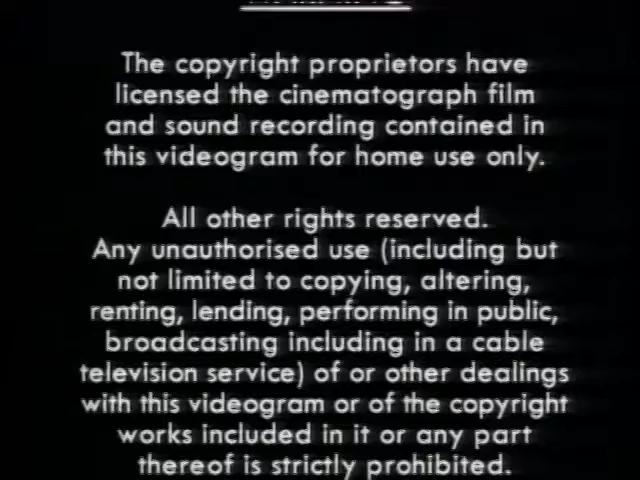 The copyright proprietors have
licensed the cinematograph film
and sound recording contained in
this videogram for home use only.
All other rights reserved.
Any unauthorised use (including but
not limited to copying, altering,
renting, lending, performing in public,
broadcasting including in a cable
television service) of or other dealings
with this videogram or of the copyright
works included in it or any part
thereof is strictly prohibited.